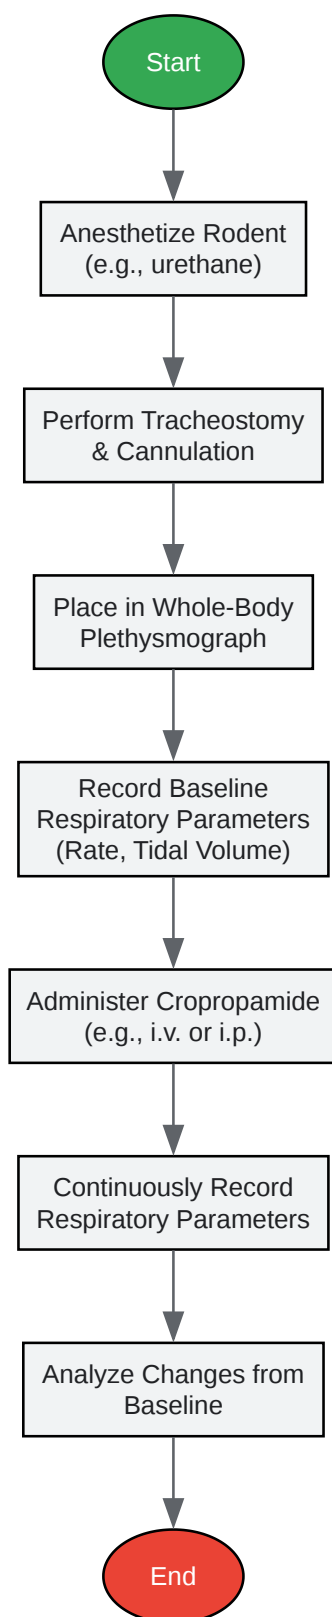 Start
Anesthetize Rodent
(e.g., urethane)
Perform Tracheostomy
& Cannulation
Place in Whole-Body
Plethysmograph
Record Baseline
Respiratory Parameters
(Rate, Tidal Volume)
Administer Cropropamide
(e.g., i.v. or i.p.)
Continuously Record
Respiratory Parameters
Analyze Changes from
Baseline
End